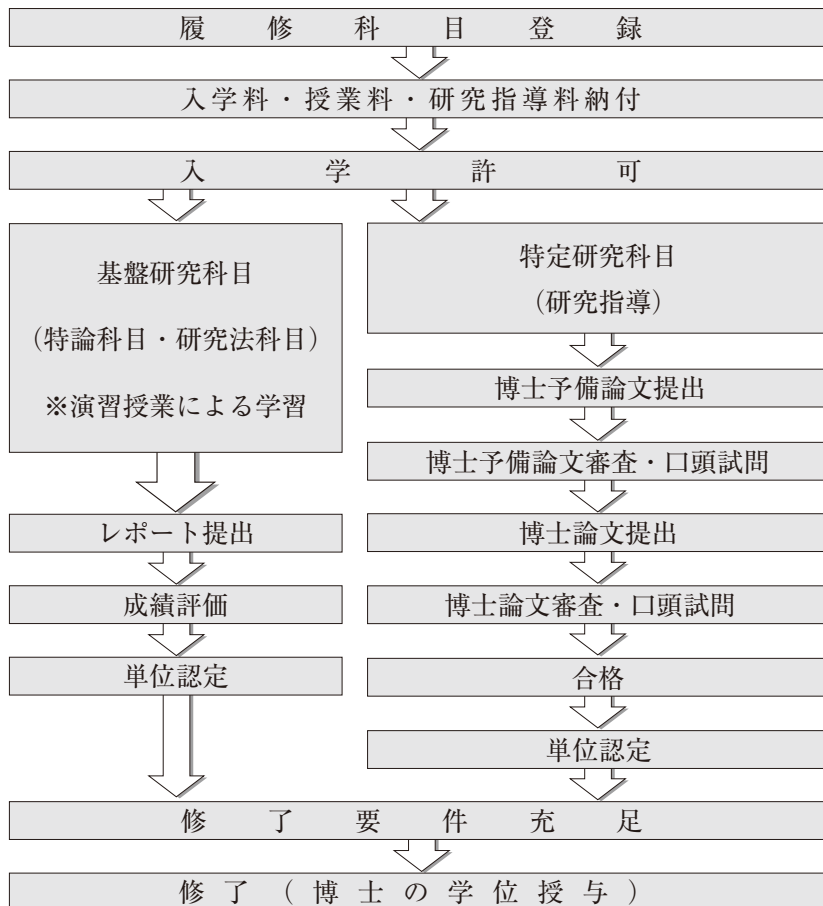 履修科目登録
入学料・授業料・研究指導料納付
入学許可
基盤研究科目
（特論科目・研究法科目）
※演習授業による学習
レポート提出
成績評価
単位認定
特定研究科目
（研究指導）
博士予備論文提出
博士予備論文審査・口頭試問
博士論文提出
博士論文審査・口頭試問
合格
単位認定
修了要件充足
修了（博士の学位授与）